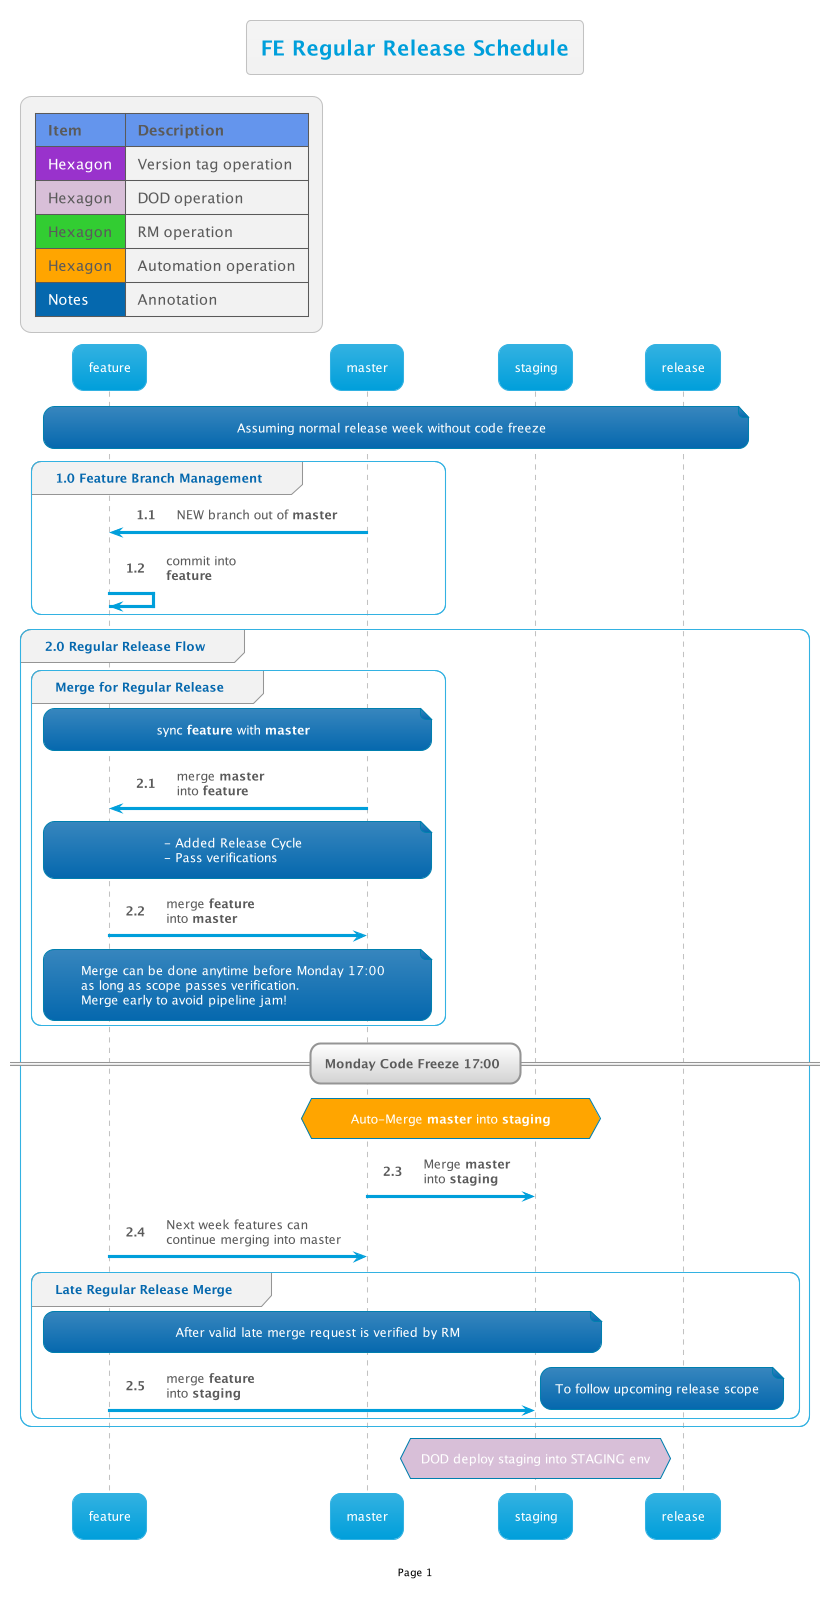 FE Regular Release Schedule
Item Description
Hexagon Version tag operation
Hexagon DOD operation
Hexagon RM operation
Hexagon Automation operation
Notes Annotation
feature master staging release
Assuming normal release week without code freeze
1.0 Feature Branch Management
1.1 NEW branch out of master
1.2 commit into
feature
2.0 Regular Release Flow
Merge for Regular Release
sync feature with master
2.1 merge master
into feature
- Added Release Cycle
- Pass verifications
2.2 merge feature
into master
Merge can be done anytime before Monday 17:00
as long as scope passes verification.
Merge early to avoid pipeline jam!
Monday Code Freeze 17:00
Auto-Merge master into staging
2.3 Merge master
into staging
2.4 Next week features can
continue merging into master
Late Regular Release Merge
After valid late merge request is verified by RM
2.5 merge feature
into staging
To follow upcoming release scope
DOD deploy staging into STAGING env
feature master staging release
Page 1